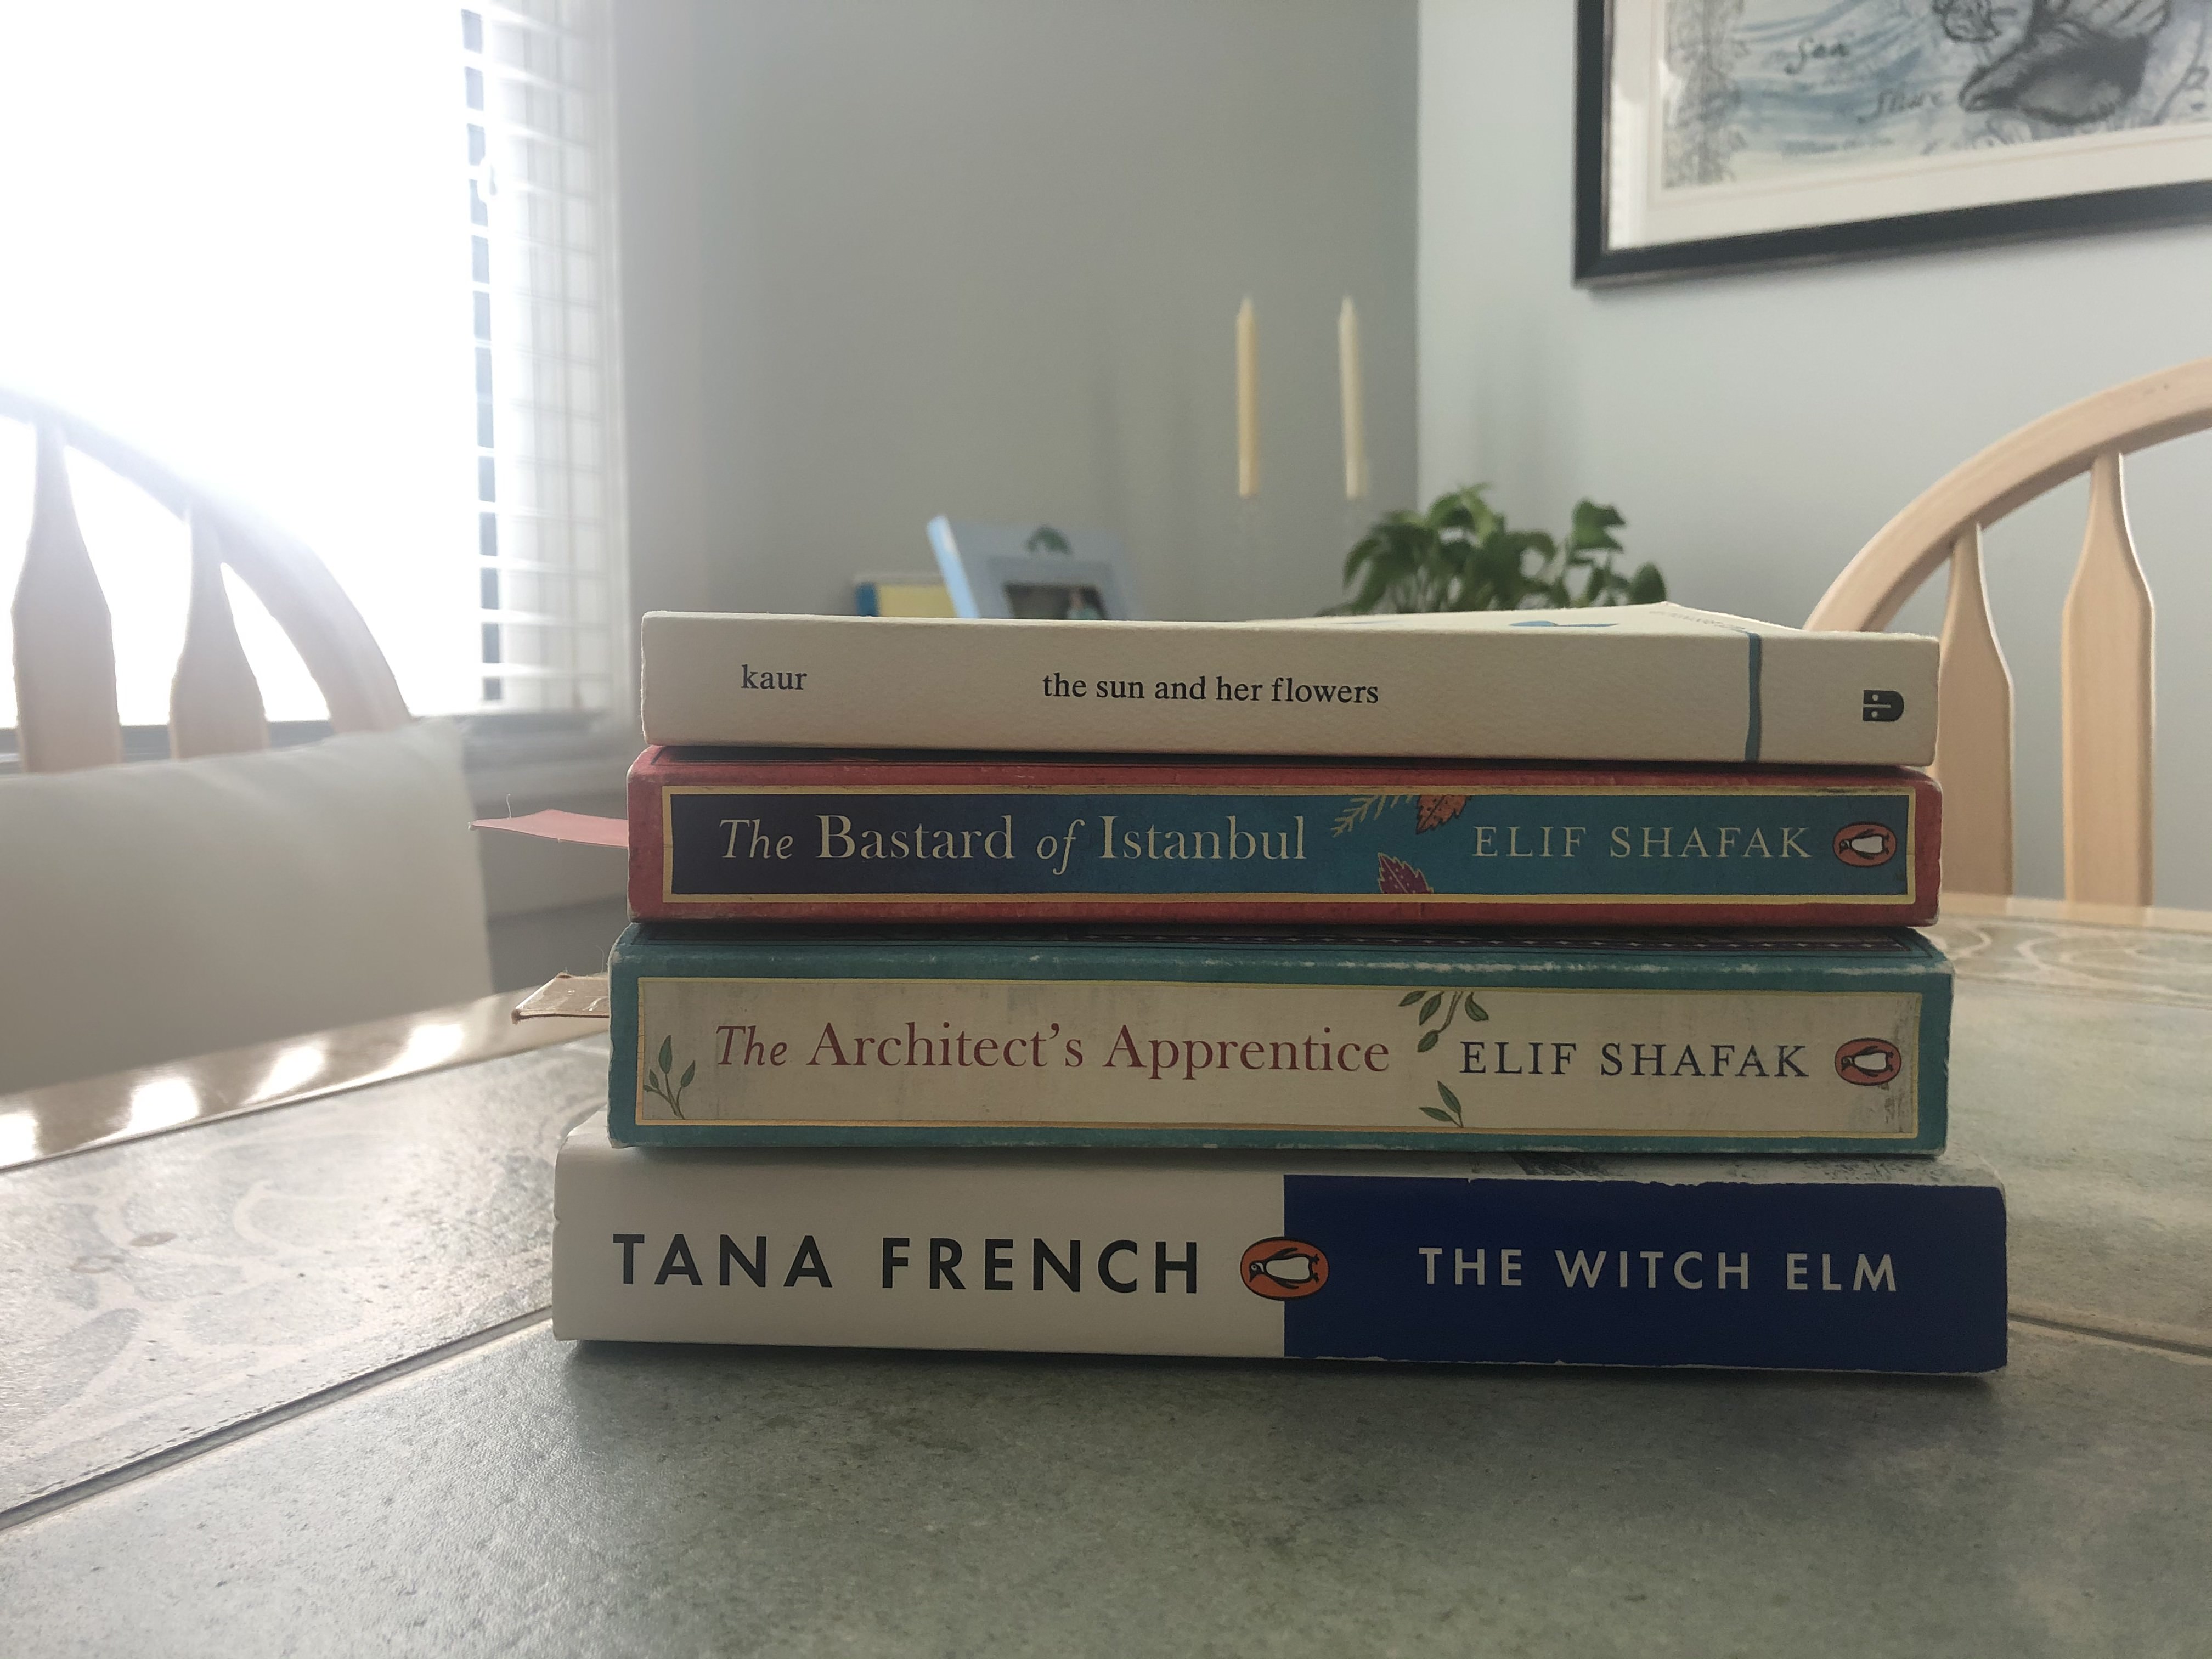 kaur the sun and her flowers
The Bastard of Istanbul ELIF SHAFAK
The Architect's Apprentice ELIF SHAFAK
TANA FRENCH THE WITCH ELM